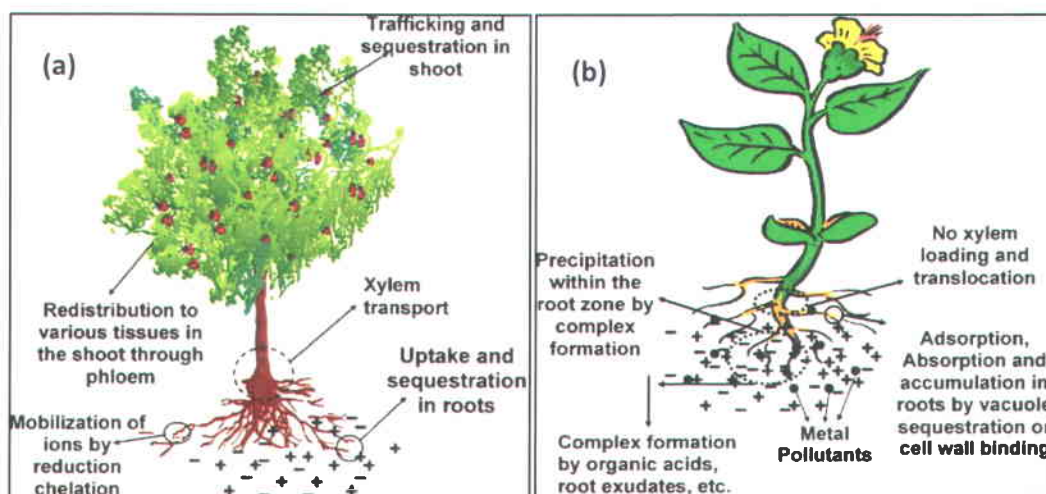 (a)
Trafficking and
sequestration in
shoot
Redistribution to
various tissues in
the shoot through
phloem
Xylem
transport
Uptake and
sequestration
in roots
Mobilization of
ions by
reduction
chelation
(b)
Precipitation
within the
root zone by
complex
formation
No xylem
loading and
translocation
Adsorption,
Absorption and
accumulation in
roots by vacuole
sequestration or
cell wall binding
Metal
Pollutants
Complex formation
by organic acids,
root exudates, etc.